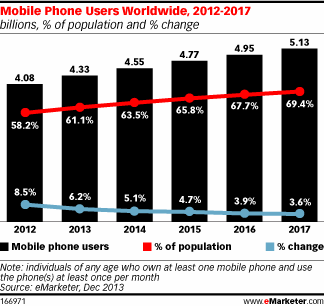 Mobile Phone Users Worldwide, 2012-2017
billions, % of population and % change
4.08
4.33
4.55
4.77
4.95
5.13
58.2%
61.1%
63.5%
65.8%
67.7%
69.4%
8.5%
6.2%
5.1%
4.7%
3.9%
3.6%
2012 2013 2014 2015 2016 2017
Mobile phone users % of population % change
Note: individuals of any age who own at least one mobile phone and use
the phone(s) at least once per month
Source: eMarketer, Dec 2013
166971 www.eMarketer.com